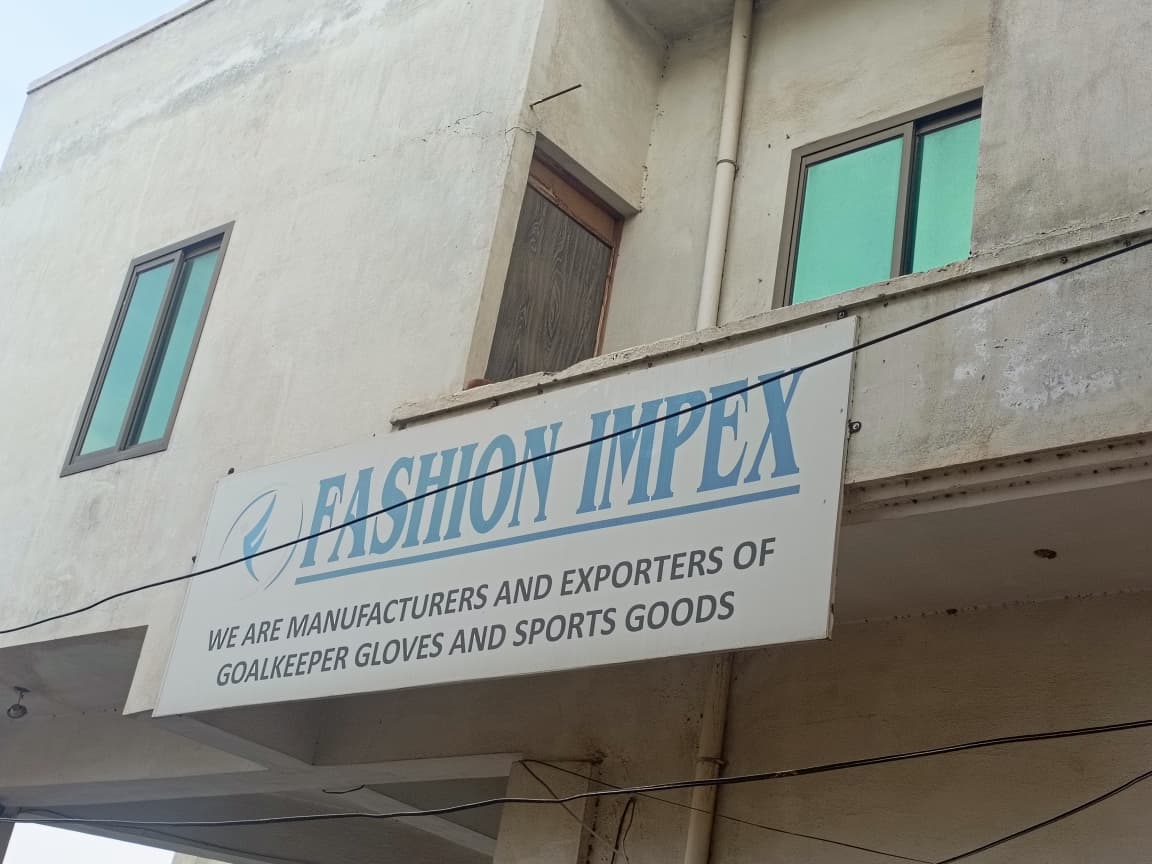 FASHION IMPEX
WE ARE MANUFACTURERS AND EXPORTERS OF
GOALKEEPER GLOVES AND SPORTS GOODS